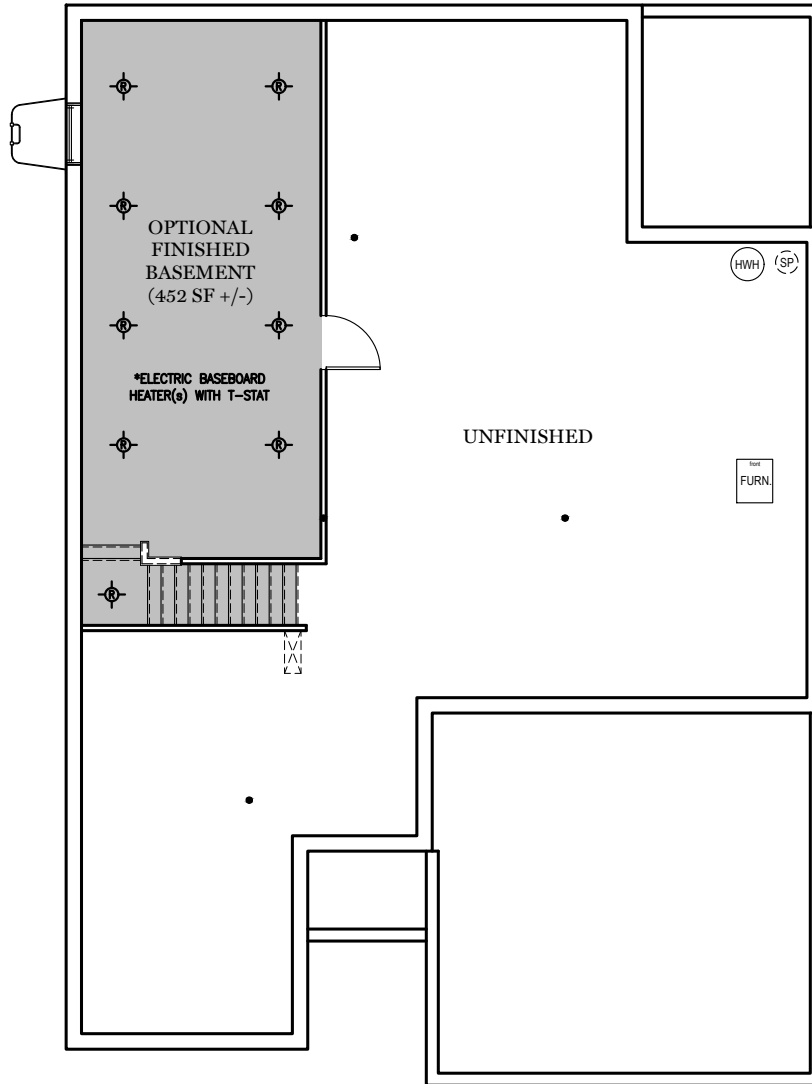 R
R
R
R
OPTIONAL
FINISHED
BASEMENT
(452 SF +/-)
HWH
SP
R
R
*ELECTRIC BASEBOARD
HEATER(s) WITH T-STAT
UNFINISHED
R
R
front
FURN.
R